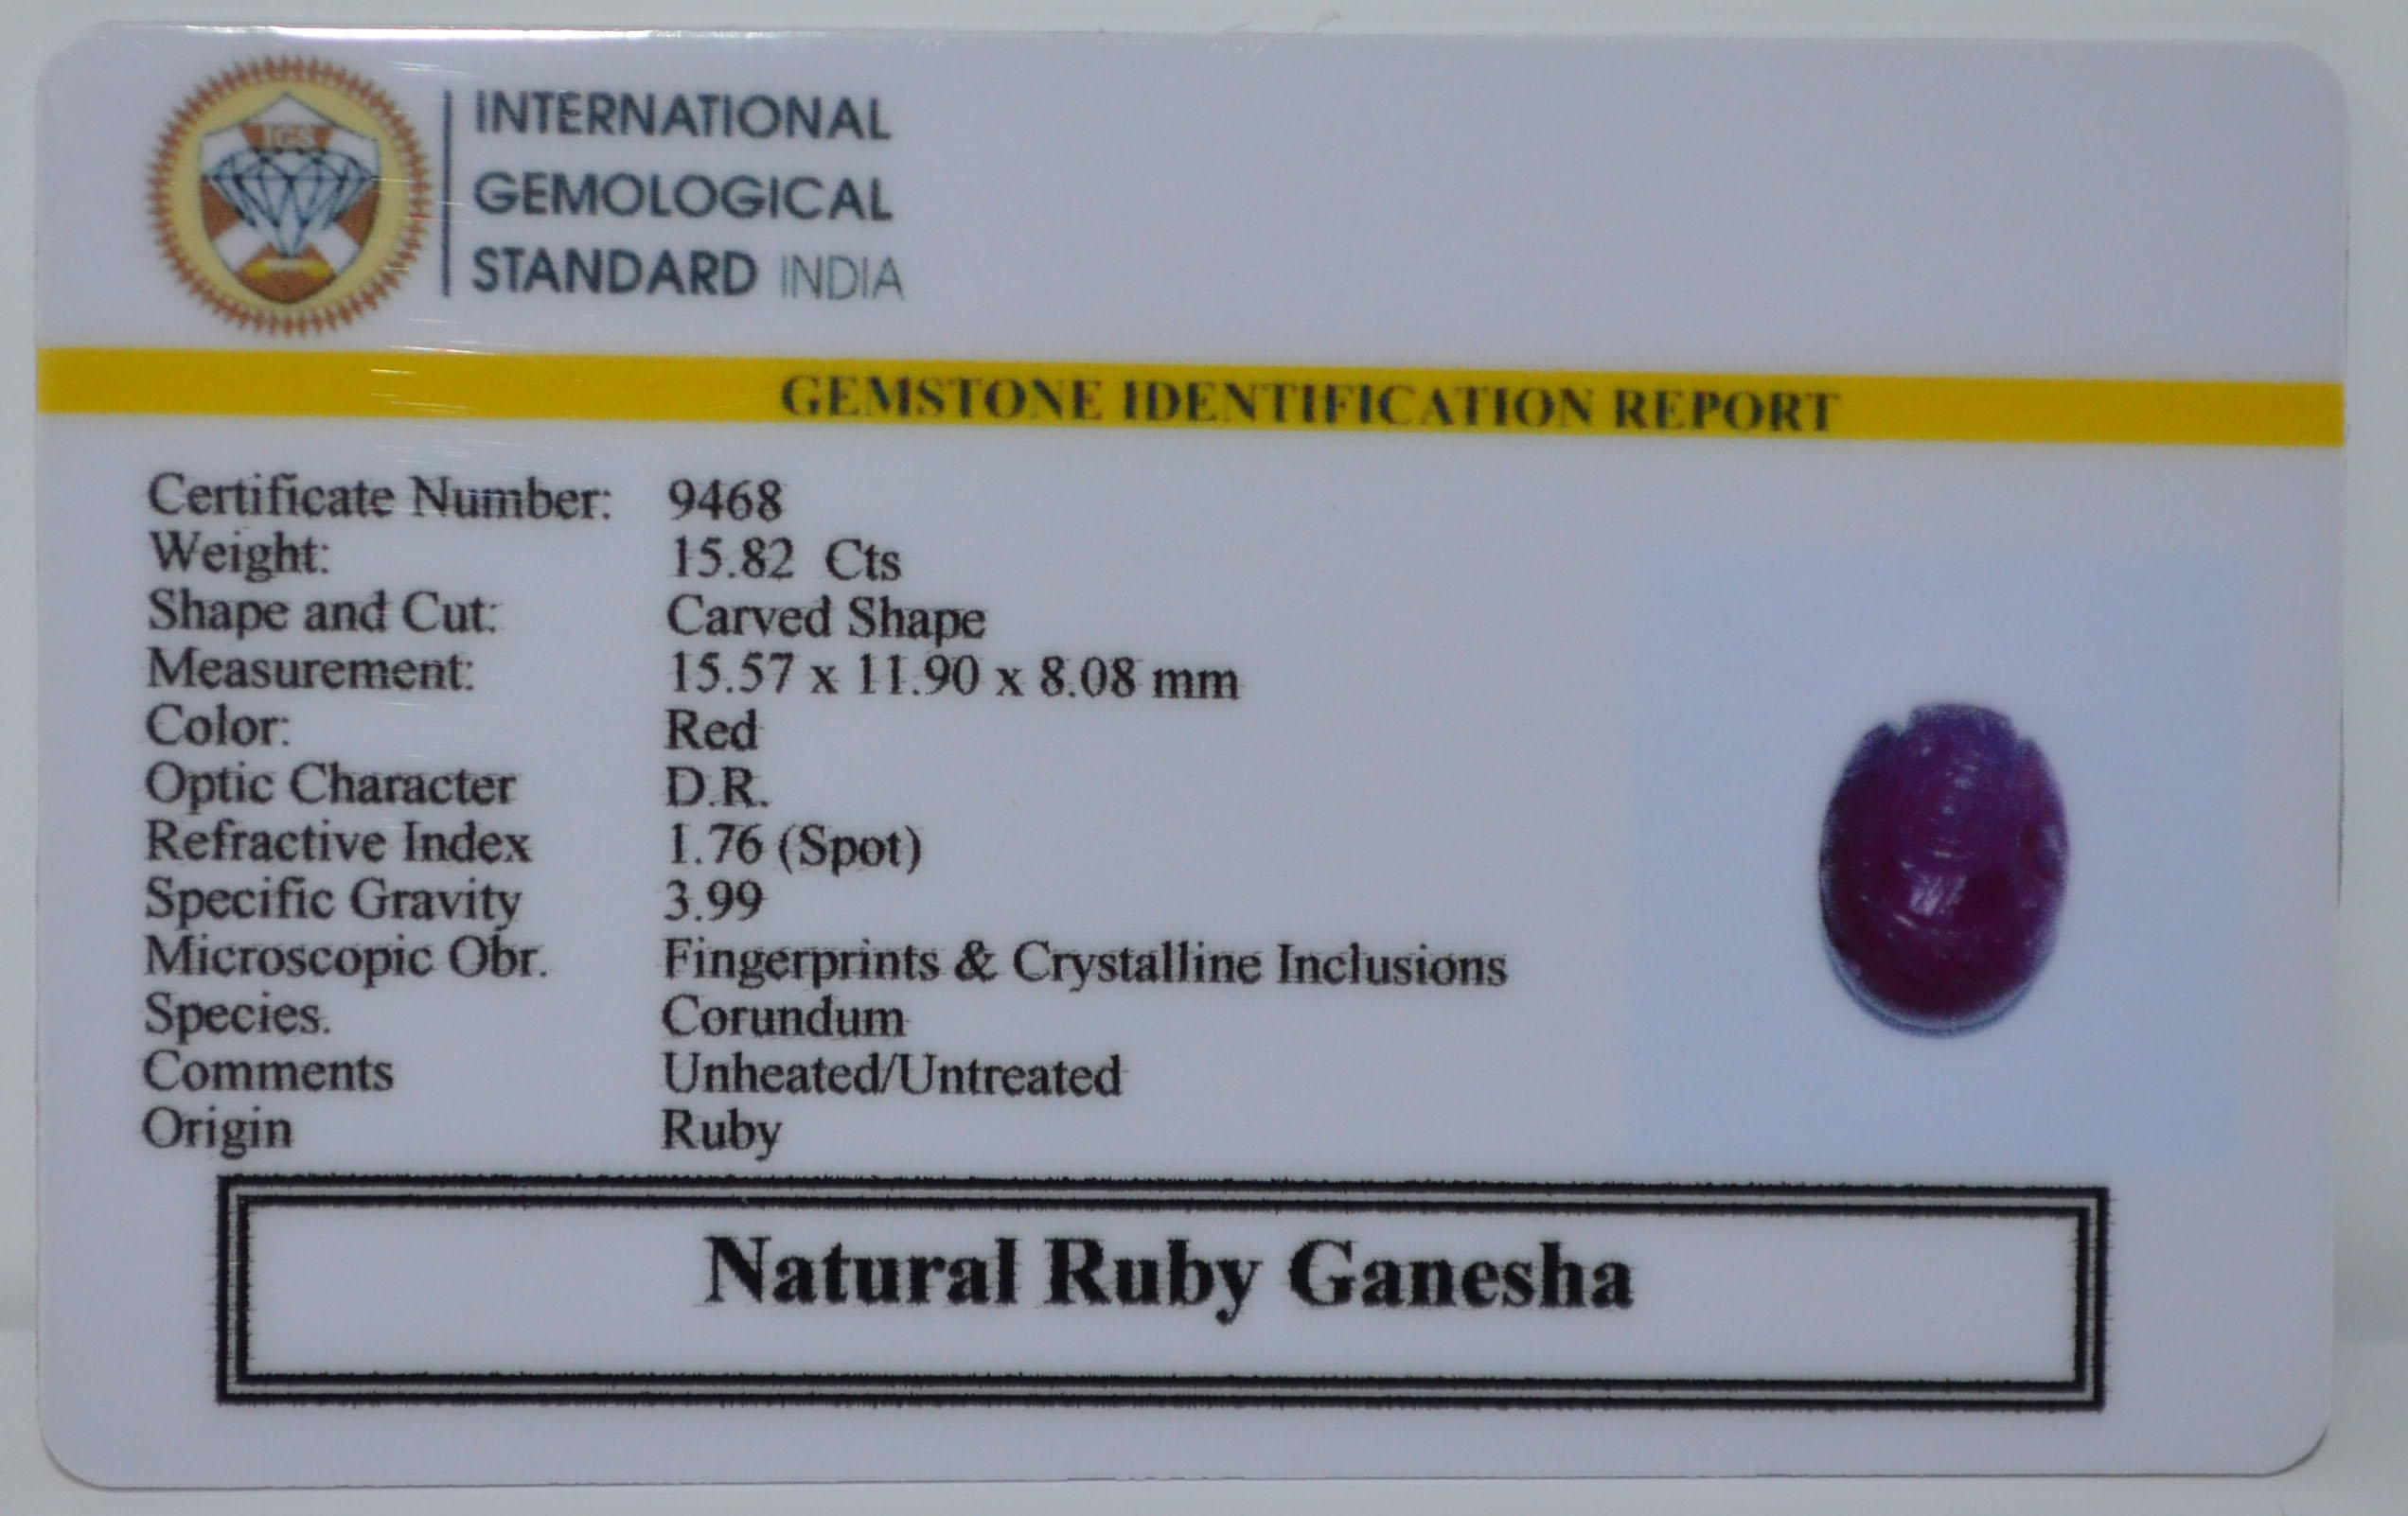 IGS
INTERNATIONAL
GEMOLOGICAL
STANDARD INDIA
GEMSTONE IDENTIFICATION REPORT
Certificate Number: 9468
Weight: 15.82 Cts
Shape and Cut: Carved Shape
Measurement: 15.57 x 11.90 x 8.08 mm
Color: Red
Optic Character D.R.
Refractive Index 1.76 (Spot)
Specific Gravity 3.99
Microscopic Obr. Fingerprints & Crystalline Inclusions
Species. Corundum
Comments Unheated/Untreated
Origin Ruby
Natural Ruby Ganesha